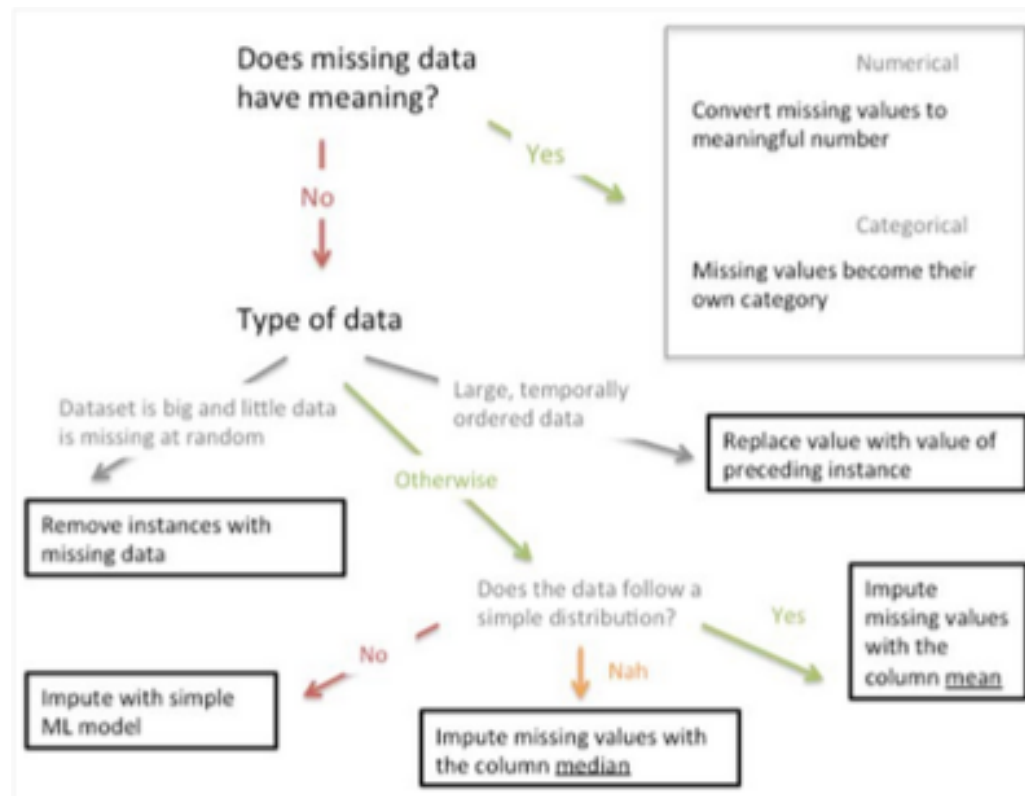 Does missing data
have meaning?
Yes
No
Numerical
Convert missing values to
meaningful number
Categorical
Missing values become their
own category
Type of data
Dataset is big and little data
is missing at random
Large, temporally
ordered data
Otherwise
Remove instances with
missing data
Replace value with value of
preceding instance
Does the data follow a
simple distribution?
No
Nah
Yes
Impute with simple
ML model
Impute missing values with
the column median
Impute
missing values
with the
column mean